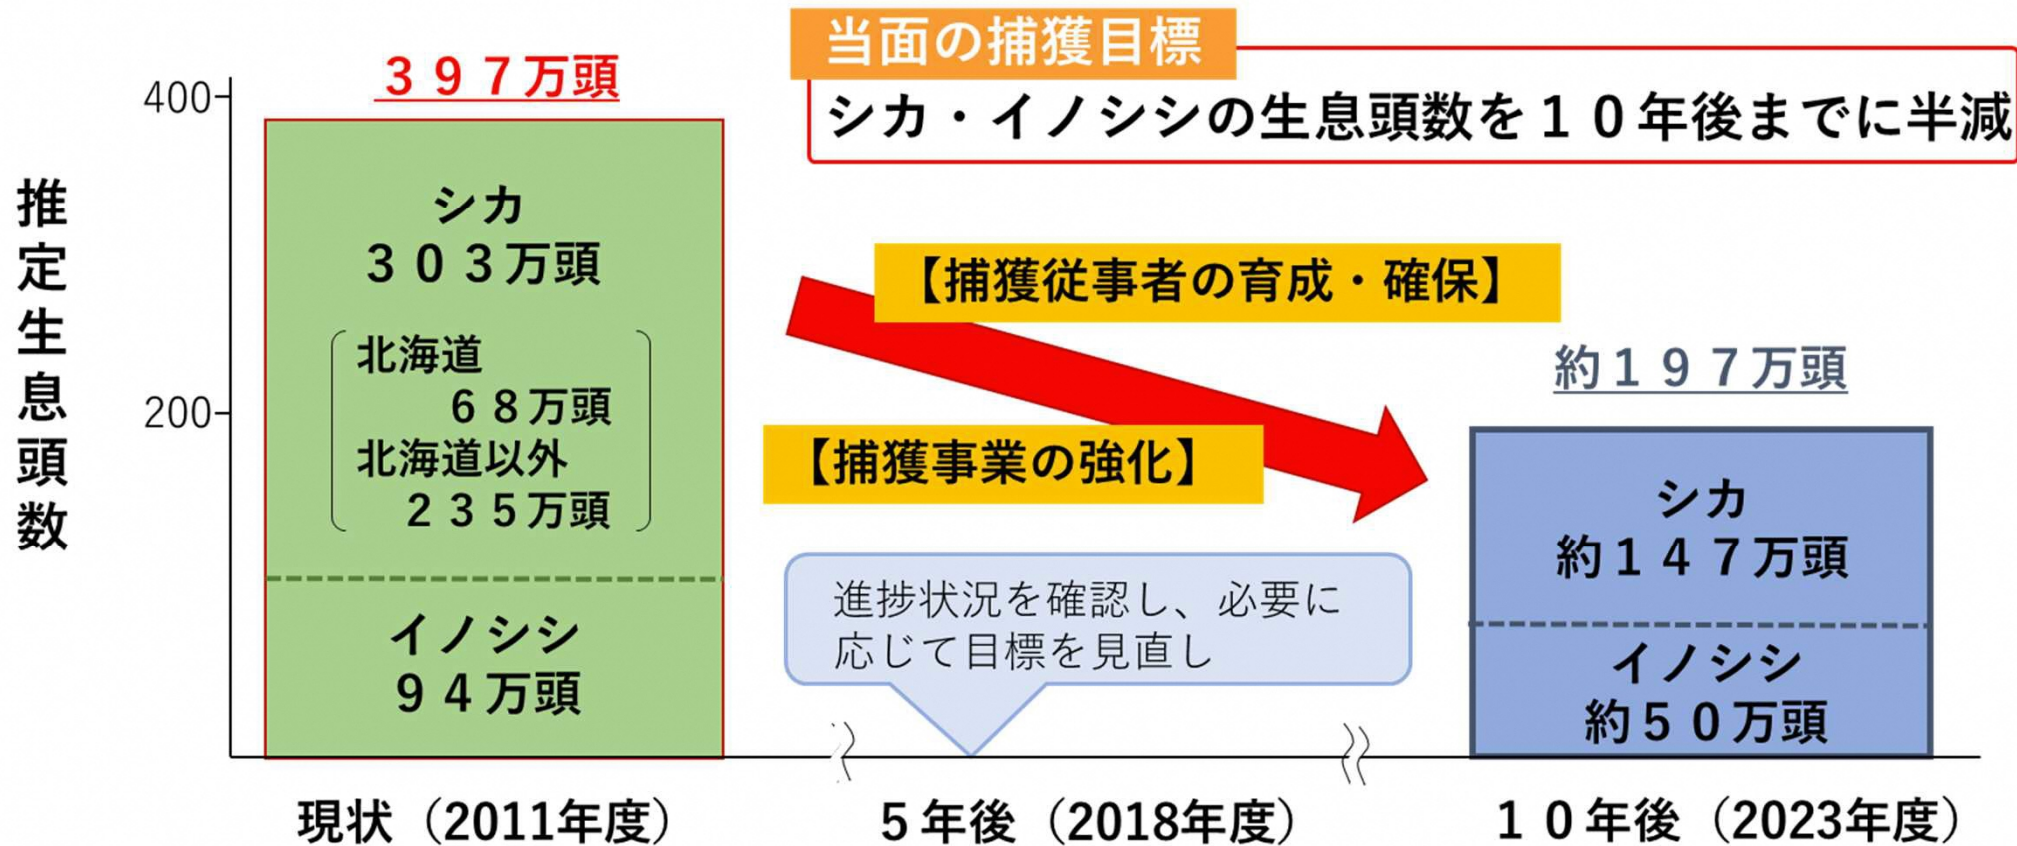 当面の捕獲目標
シカ・イノシシの生息頭数を１０年後までに半減
推定生息頭数
400
200
３９７万頭
シカ
３０３万頭
北海道
６８万頭
北海道以外
２３５万頭
イノシシ
９４万頭
【捕獲従事者の育成・確保】
【捕獲事業の強化】
進捗状況を確認し、必要に
応じて目標を見直し
約１９７万頭
シカ
約１４７万頭
イノシシ
約５０万頭
現状（2011年度）
５年後（2018年度）
１０年後（2023年度）